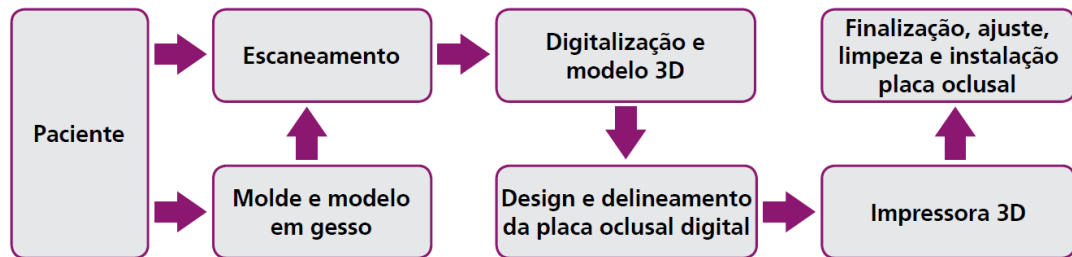 Paciente
Escaneamento
Molde e modelo
em gesso
Digitalização e
modelo 3D
Design e delineamento
da placa oclusal digital
Impressora 3D
Finalização, ajuste,
limpeza e instalação
placa oclusal